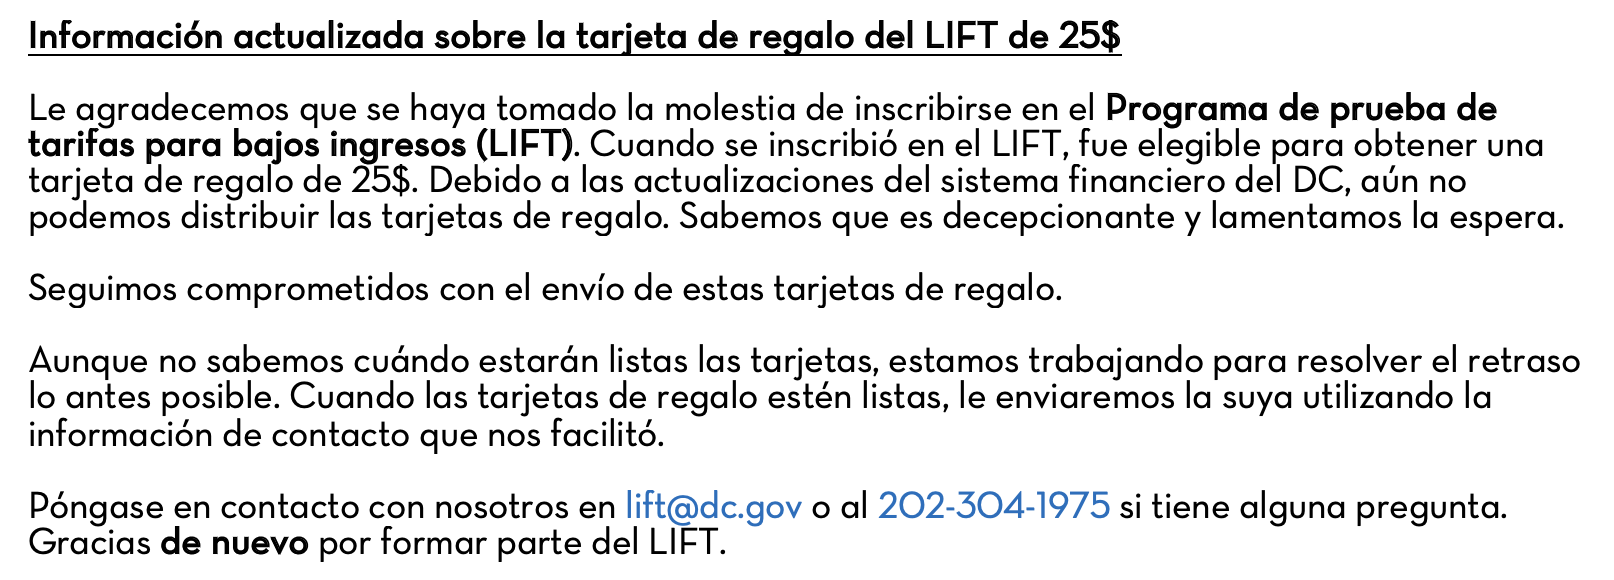 Información actualizada sobre la tarjeta de regalo del LIFT de 25$
Le agradecemos que se haya tomado la molestia de inscribirse en el Programa de prueba de
tarifas para bajos ingresos (LIFT). Cuando se inscribió en el LIFT, fue elegible para obtener una
tarjeta de regalo de 25$. Debido a las actualizaciones del sistema financiero del DC, aún no
podemos distribuir las tarjetas de regalo. Sabemos que es decepcionante y lamentamos la espera.
Seguimos comprometidos con el envío de estas tarjetas de regalo.
Aunque no sabemos cuándo estarán listas las tarjetas, estamos trabajando para resolver el retraso
lo antes posible. Cuando las tarjetas de regalo estén listas, le enviaremos la suya utilizando la
información de contacto que nos facilitó.
Póngase en contacto con nosotros en lift@dc.gov o al 202-304-1975 si tiene alguna pregunta.
Gracias de nuevo por formar parte del LIFT.